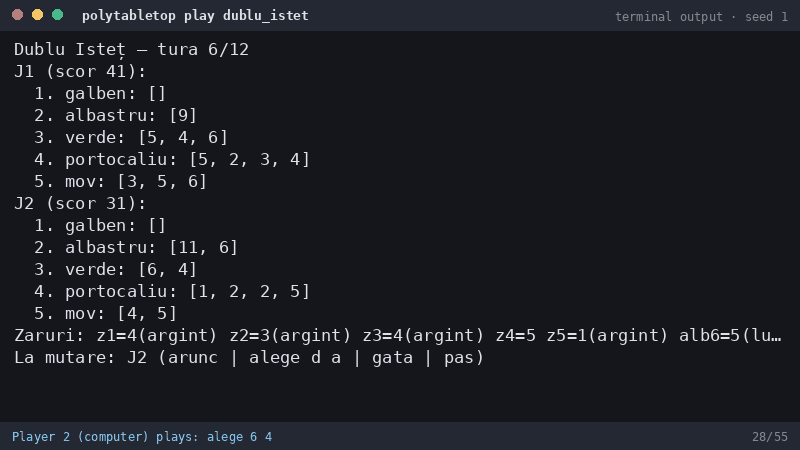 polytabletop play dublu_istet
terminal output · seed 1
Dublu Isteț — tura 6/12
J1 (scor 41):
1. galben: []
2. albastru: [9]
3. verde: [5, 4, 6]
4. portocaliu: [5, 2, 3, 4]
5. mov: [3, 5, 6]
J2 (scor 31):
1. galben: []
2. albastru: [11, 6]
3. verde: [6, 4]
4. portocaliu: [1, 2, 2, 5]
5. mov: [4, 5]
Zaruri: z1=4(argint) z2=3(argint) z3=4(argint) z4=5 z5=1(argint) alb6=5(lu…
La mutare: J2 (arunc | alege d a | gata | pas)
Player 2 (computer) plays: alege 6 4
28/55